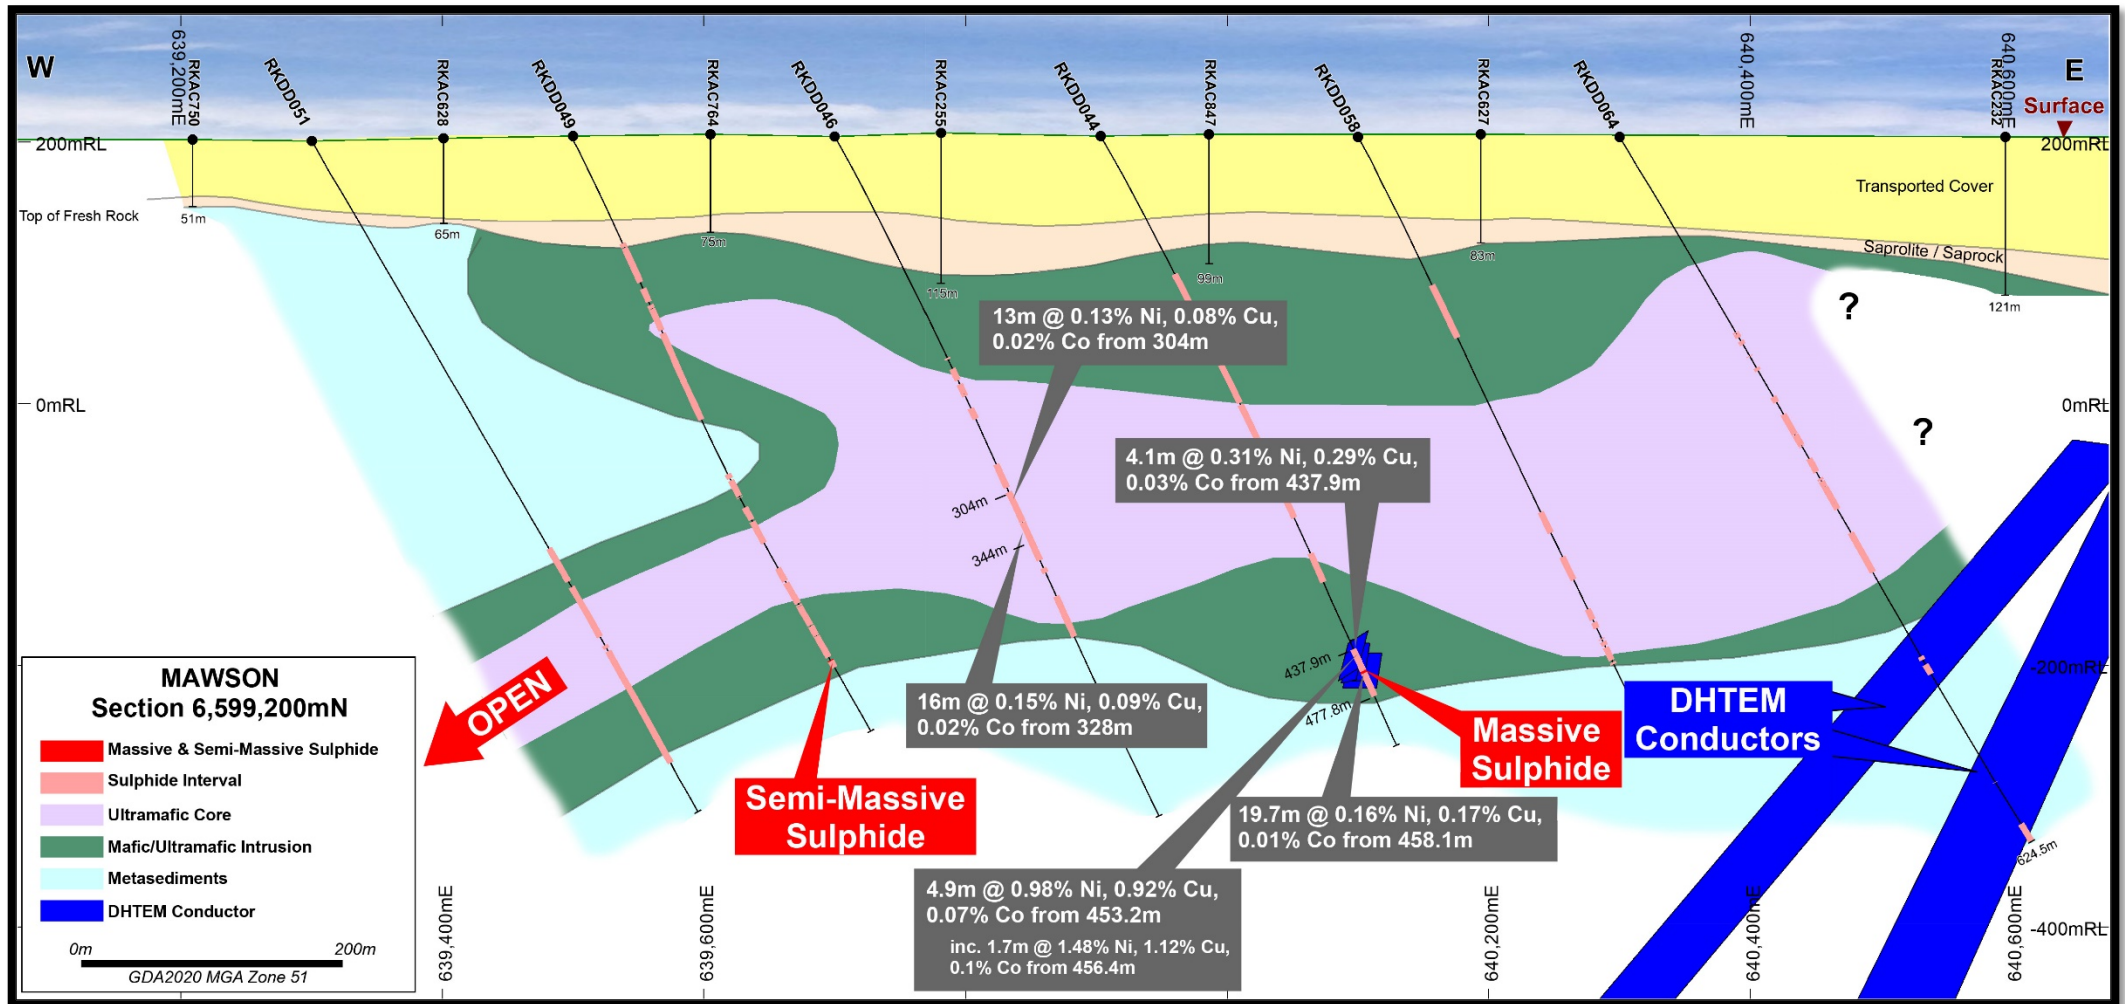 W
E
639,200mE
RKAC750
RKDD051
RKAC628
RKDD049
RKAC764
RKDD046
RKAC255
RKDD044
RKAC847
RKDD058
RKAC627
RKDD064
640,400mE
640,600mE
RKAC232
Surface
200mRL
200mRL
Transported Cover
Top of Fresh Rock
51m
65m
75m
115m
99m
83m
Saprolite / Saprock
121m
?
13m @ 0.13% Ni, 0.08% Cu,
0.02% Co from 304m
0mRL
0mRL
?
4.1m @ 0.31% Ni, 0.29% Cu,
0.03% Co from 437.9m
304m
344m
437.9m
477.8m
-200mRL
16m @ 0.15% Ni, 0.09% Cu,
0.02% Co from 328m
OPEN
Massive
Sulphide
DHTEM
Conductors
Semi-Massive
Sulphide
19.7m @ 0.16% Ni, 0.17% Cu,
0.01% Co from 458.1m
624.5m
4.9m @ 0.98% Ni, 0.92% Cu,
0.07% Co from 453.2m
inc. 1.7m @ 1.48% Ni, 1.12% Cu,
0.1% Co from 456.4m
-400mRL
639,400mE
639,600mE
640,200mE
640,400mE
640,600mE
MAWSON
Section 6,599,200mN
Massive & Semi-Massive Sulphide
Sulphide Interval
Ultramafic Core
Mafic/Ultramafic Intrusion
Metasediments
DHTEM Conductor
0m
200m
GDA2020 MGA Zone 51